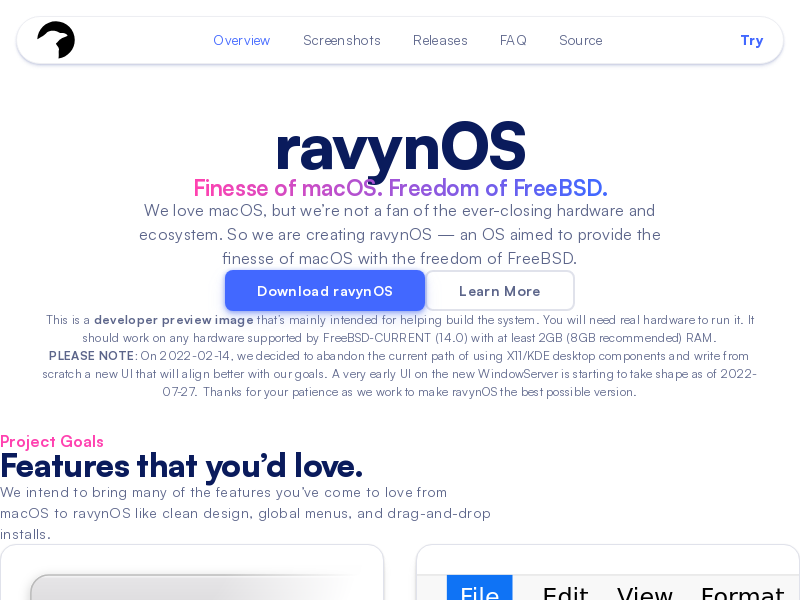 Overview Screenshots Releases FAQ Source Try
ravynOS
Finesse of macOS. Freedom of FreeBSD.
We love macOS, but we're not a fan of the ever-closing hardware and
ecosystem. So we are creating ravynOS — an OS aimed to provide the
finesse of macOS with the freedom of FreeBSD.
Download ravynOS Learn More
This is a developer preview image that's mainly intended for helping build the system. You will need real hardware to run it. It
should work on any hardware supported by FreeBSD-CURRENT (14.0) with at least 2GB (8GB recommended) RAM.
PLEASE NOTE: On 2022-02-14, we decided to abandon the current path of using X11/KDE desktop components and write from
scratch a new UI that will align better with our goals. A very early UI on the new WindowServer is starting to take shape as of 2022-
07-27. Thanks for your patience as we work to make ravynOS the best possible version.
Project Goals
Features that you'd love.
We intend to bring many of the features you've come to love from
macOS to ravynOS like clean design, global menus, and drag-and-drop
installs.
File Edit View Format